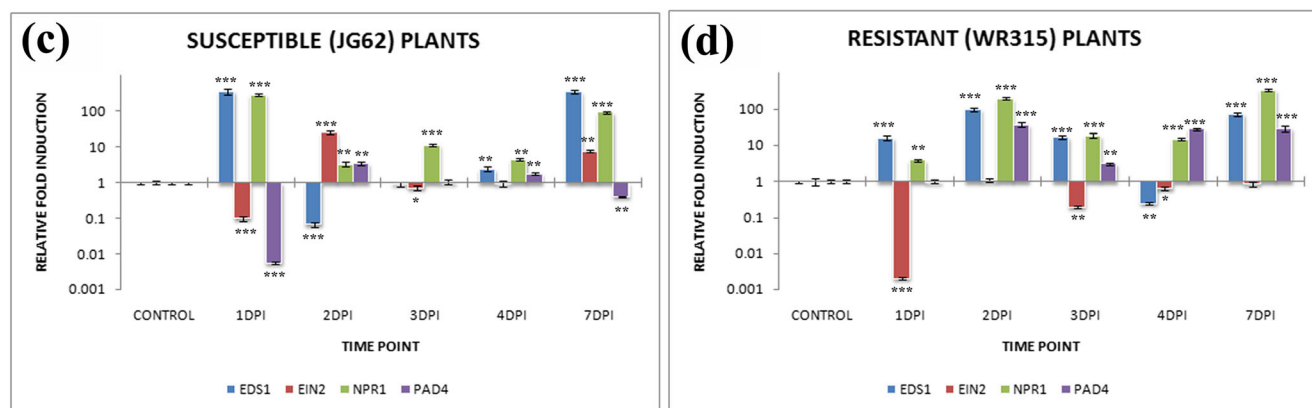 (c)
SUSCEPTIBLE (JG62) PLANTS
RELATIVE FOLD INDUCTION
100
10
1
0.1
0.01
0.001
*** *** *** *** *** *** ** ** *** * ** ** ** *** ** *** **
CONTROL 1DPI 2DPI 3DPI 4DPI 7DPI
TIME POINT
EDS1 EIN2 NPR1 PAD4
(d)
RESISTANT (WR315) PLANTS
RELATIVE FOLD INDUCTION
100
10
1
0.1
0.01
0.001
*** *** ** *** *** *** *** ** *** ** ** * *** *** *** *** ***
CONTROL 1DPI 2DPI 3DPI 4DPI 7DPI
TIME POINT
EDS1 EIN2 NPR1 PAD4